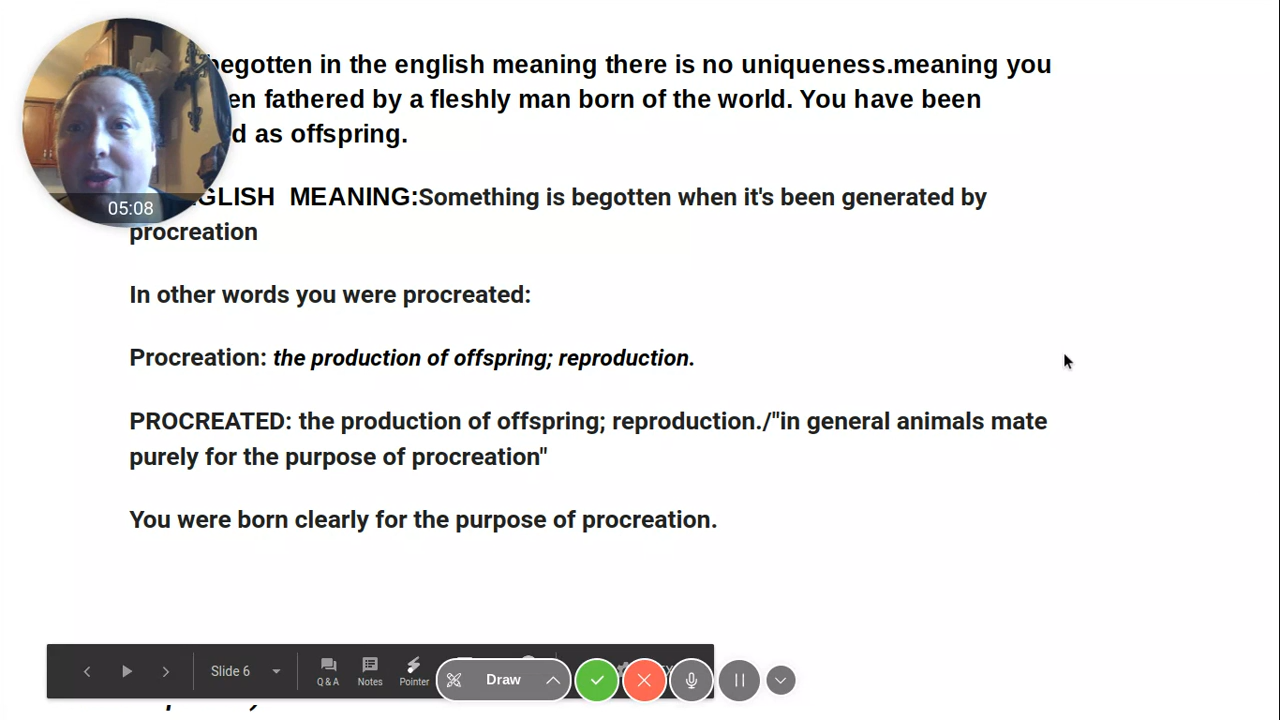 begotten in the english meaning there is no uniqueness.meaning you
fathered by a fleshly man born of the world. You have been
as offspring.
05:08
MEANING:Something is begotten when it's been generated by
procreation
In other words you were procreated:
Procreation: the production of offspring; reproduction.
PROCREATED: the production of offspring; reproduction./"in general animals mate
purely for the purpose of procreation"
You were born clearly for the purpose of procreation.
Slide 6
Q & A
Notes
Pointer
Draw